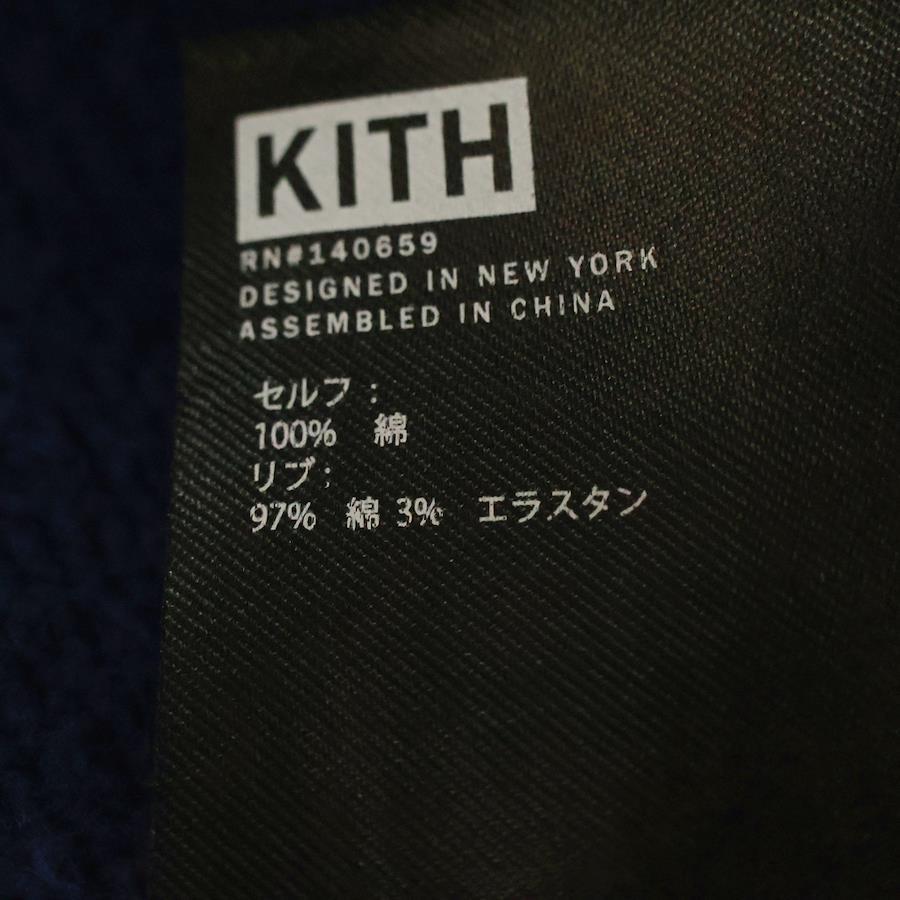 KITH
RN#140659
DESIGNED IN NEW YORK
ASSEMBLED IN CHINA
セルフ :
100% 綿
リブ :
97% 綿 3% エラスタン